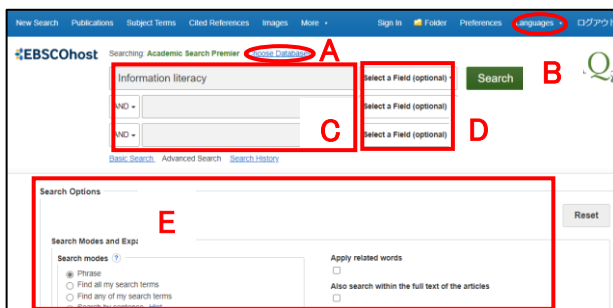 New Search Publications Subject Terms Cited References Images More Sign In Folder Preferences Languages ログアウト
EBSCOhost Searching: Academic Search Premier Choose Databases A
Information literacy Select a Field (optional) Search B
AND Select a Field (optional)
AND C Select a Field (optional) D
Basic Search Advanced Search Search History
Search Options
Reset
E
Search Modes and
Search modes ? Apply related words
Phrase
Find all my search terms Also search within the full text of the articles
Find any of my search terms